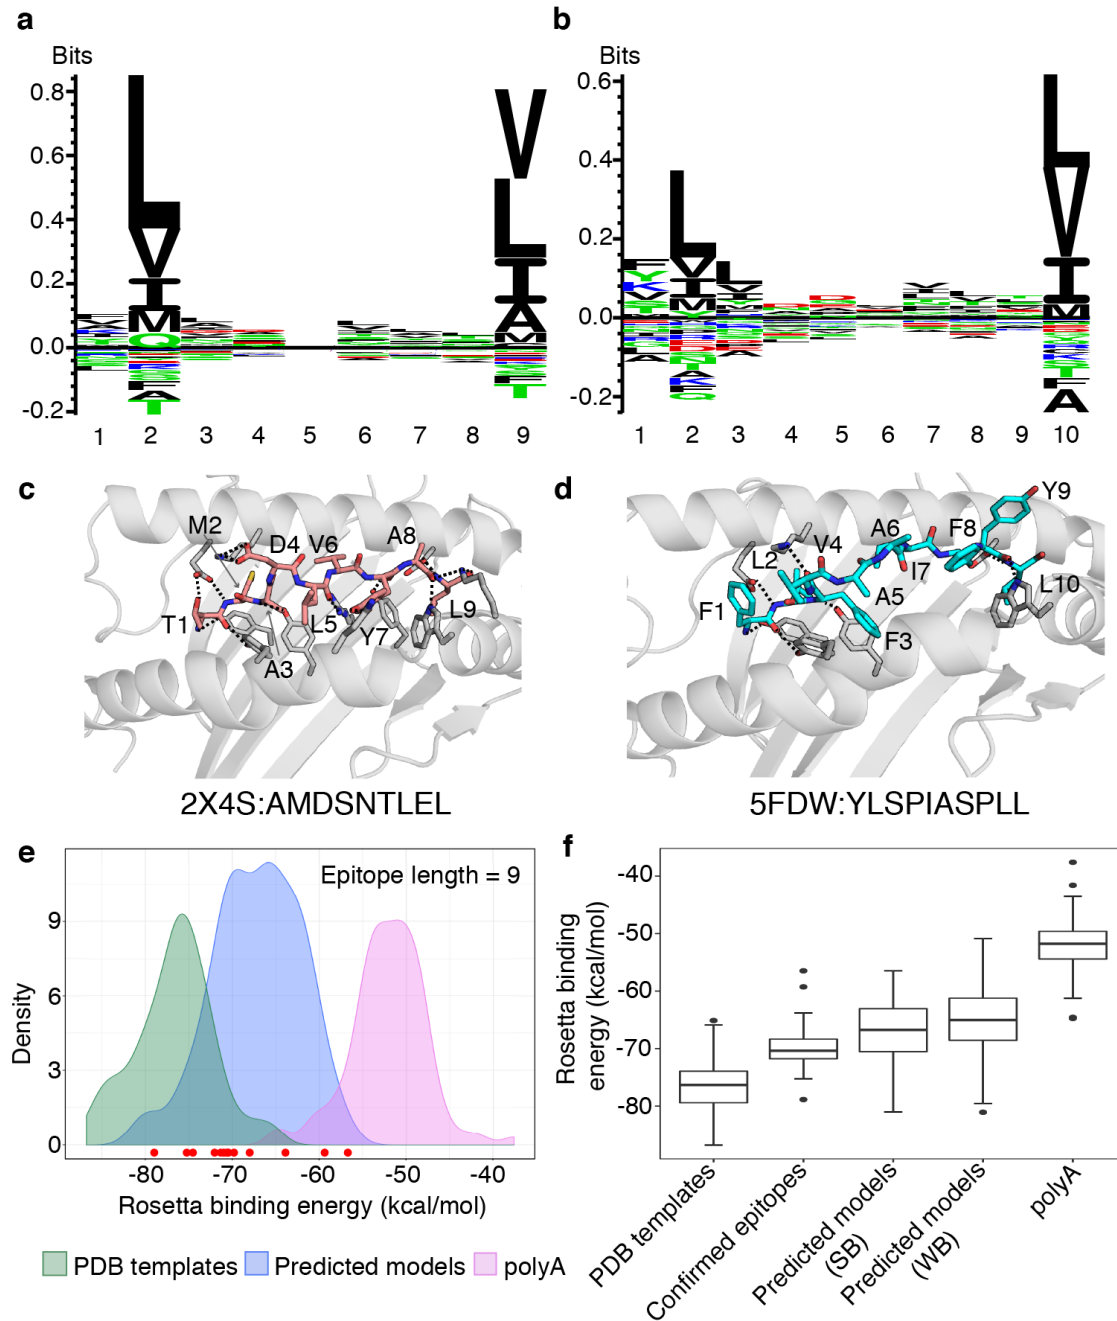 a
Bits
0.8
0.6
0.4
0.2
0.0
-0.2
L
V
I
M
Q
A
T
V
L
I
A
M
T
1 2 3 4 5 6 7 8 9
b
Bits
0.6
0.4
0.2
0.0
-0.2
L
V
I
M
N
A
K
Q
L
V
I
M
T
F
A
1 2 3 4 5 6 7 8 9 10
c
M2
D4
V6
A8
T1
A3
L5
Y7
L9
2X4S:AMDSNTLEL
d
Y9
A6
F8
L2
V4
I7
F1
A5
L10
F3
5FDW:YLSPIASPLL
e
Epitope length = 9
Density
9
6
3
0
-80 -70 -60 -50 -40
Rosetta binding energy (kcal/mol)
PDB templates Predicted models polyA
f
Rosetta binding
energy (kcal/mol)
-40
-50
-60
-70
-80
PDB templates
Confirmed epitopes
Predicted models
(SB)
Predicted models
(WB)
polyA